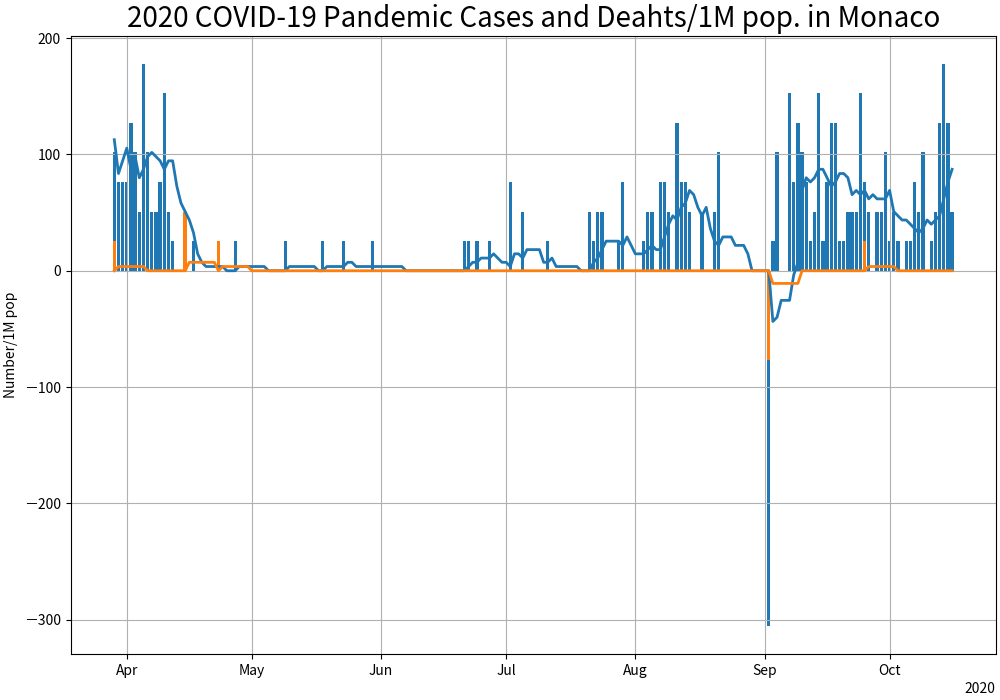 2020 COVID-19 Pandemic Cases and Deahts/1M pop. in Monaco
200
100
0
−100
−200
−300
Number/1M pop
Apr May Jun Jul Aug Sep Oct
2020